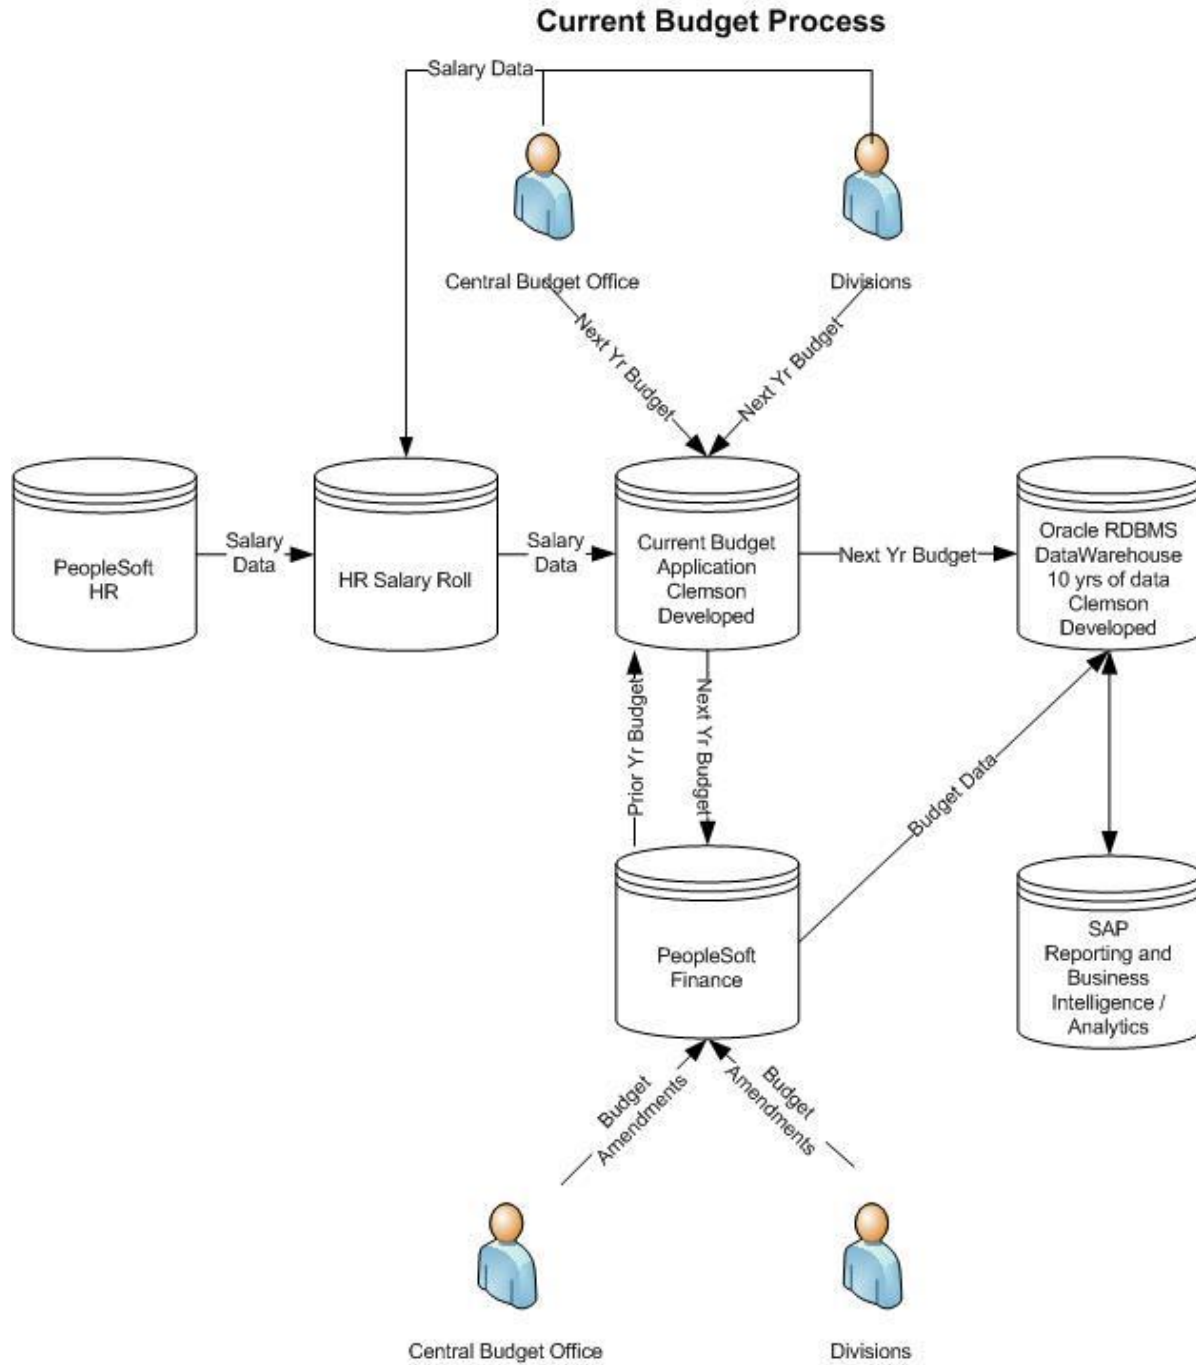 Current Budget Process
Salary Data
Central Budget Office
Divisions
Next Yr Budget
Next Yr Budget
PeopleSoft
HR
Salary
Data
HR Salary Roll
Salary
Data
Current Budget
Application
Clemson
Developed
Next Yr Budget
Oracle RDBMS
DataWarehouse
10 yrs of data
Clemson
Developed
Prior Yr Budget
Next Yr Budget
Budget Data
PeopleSoft
Finance
SAP
Reporting and
Business
Intelligence /
Analytics
Budget
Amendments
Budget
Amendments
Central Budget Office
Divisions